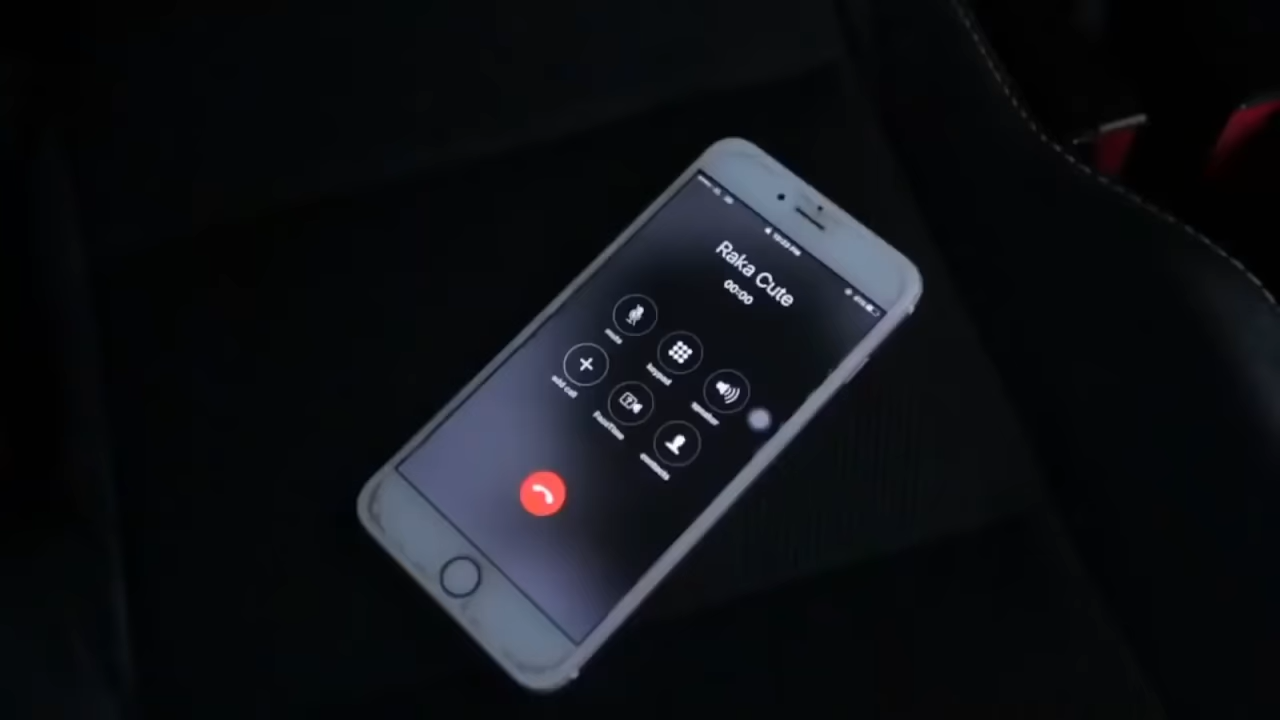 Raka Cute
00:00
mute
keypad
speaker
add call
FaceTime
contacts